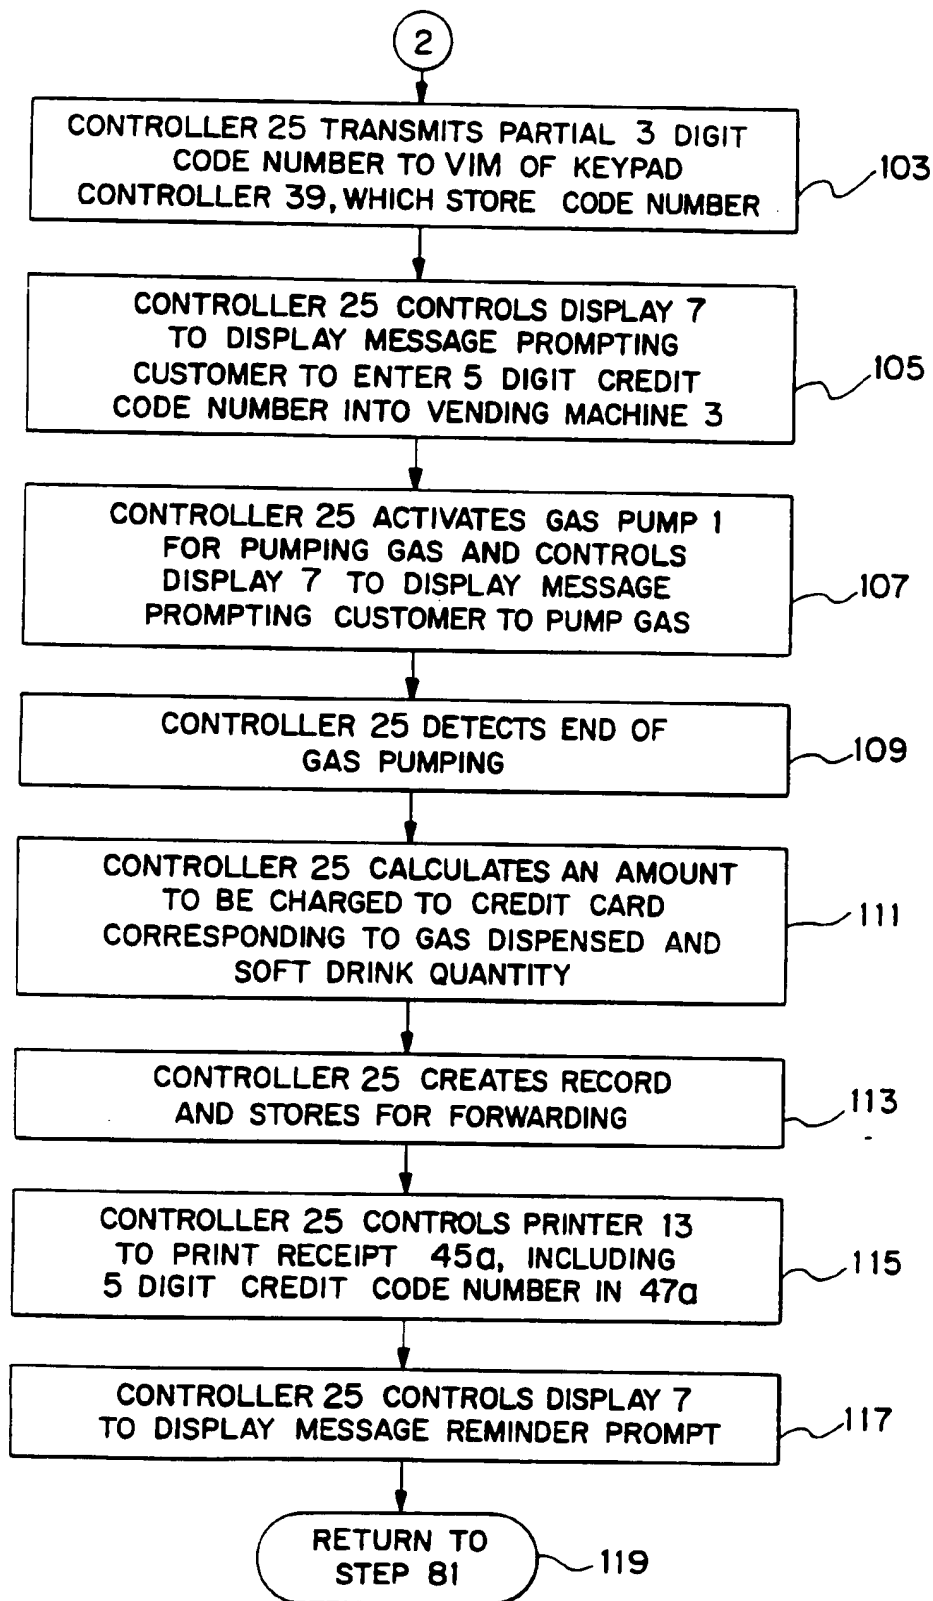 2
CONTROLLER 25 TRANSMITS PARTIAL 3 DIGIT
CODE NUMBER TO VIM OF KEYPAD
CONTROLLER 39, WHICH STORE CODE NUMBER
103
CONTROLLER 25 CONTROLS DISPLAY 7
TO DISPLAY MESSAGE PROMPTING
CUSTOMER TO ENTER 5 DIGIT CREDIT
CODE NUMBER INTO VENDING MACHINE 3
105
CONTROLLER 25 ACTIVATES GAS PUMP 1
FOR PUMPING GAS AND CONTROLS
DISPLAY 7 TO DISPLAY MESSAGE
PROMPTING CUSTOMER TO PUMP GAS
107
CONTROLLER 25 DETECTS END OF
GAS PUMPING
109
CONTROLLER 25 CALCULATES AN AMOUNT
TO BE CHARGED TO CREDIT CARD
CORRESPONDING TO GAS DISPENSED AND
SOFT DRINK QUANTITY
111
CONTROLLER 25 CREATES RECORD
AND STORES FOR FORWARDING
113
CONTROLLER 25 CONTROLS PRINTER 13
TO PRINT RECEIPT 45a, INCLUDING
5 DIGIT CREDIT CODE NUMBER IN 47a
115
CONTROLLER 25 CONTROLS DISPLAY 7
TO DISPLAY MESSAGE REMINDER PROMPT
117
RETURN TO
STEP 81
119